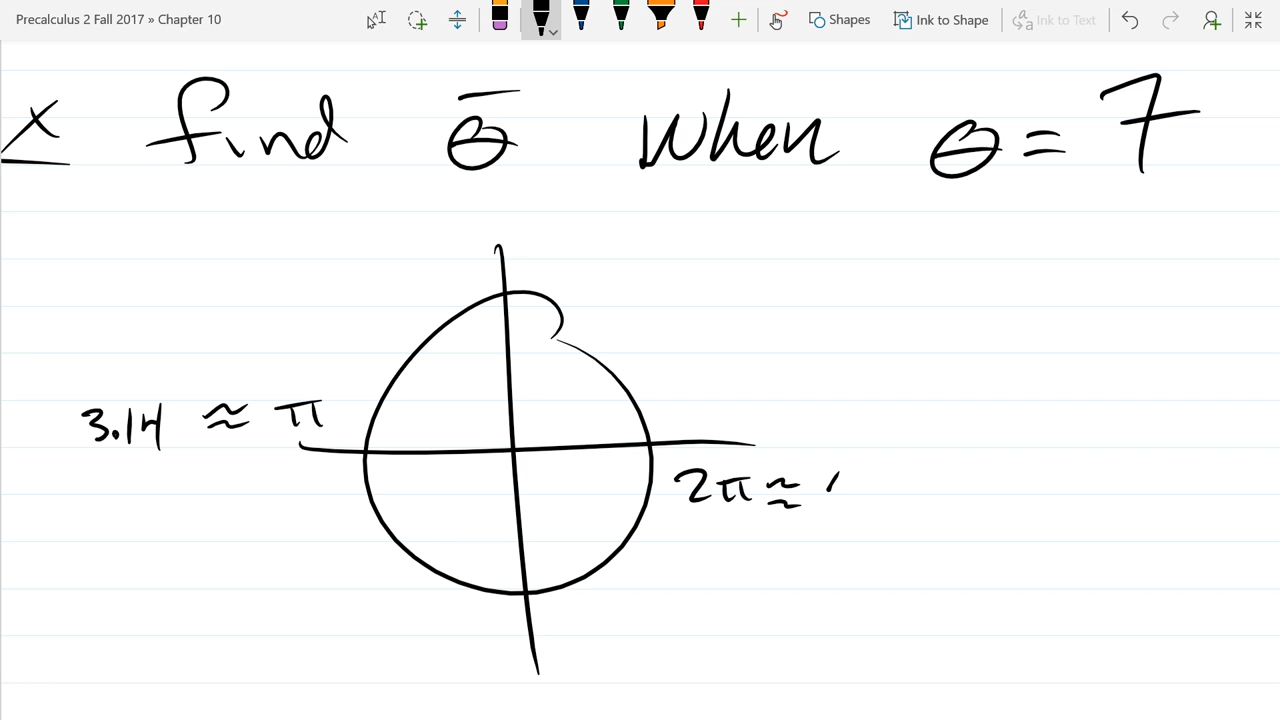 Precalculus 2 Fall 2017 » Chapter 10
Shapes
Ink to Shape
Ink to Text
x find θ̅ when θ = 7
3.14 ≈ π
2π ≈